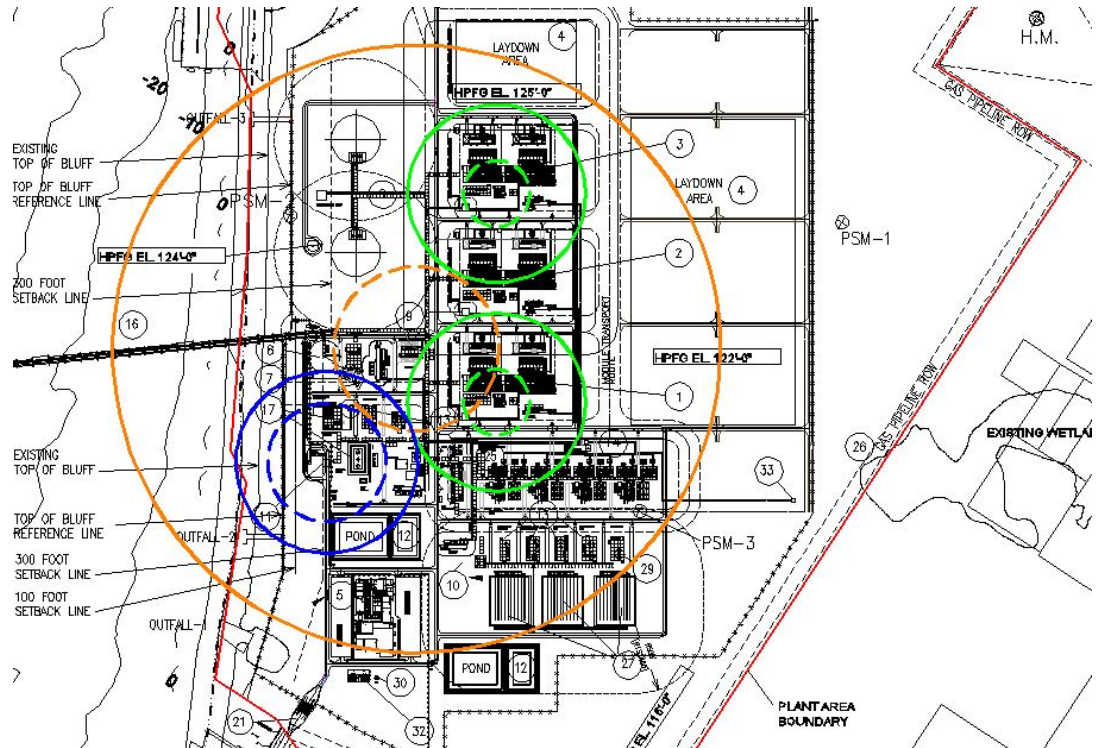 4
LAYDOWN
AREA
H.M.
0
-20
-10
HPFG EL. 125'-0"
OUTFALL-3
GAS PIPELINE ROW
EXISTING
TOP OF BLUFF
TOP OF BLUFF
REFERENCE LINE
3
LAYDOWN
AREA
4
0
PSM-
PSM-1
HPFG EL. 124'-0"
2
300 FOOT
SETBACK LINE
16
9
MODULE TRANSPORT
6
HPFG EL. 122'-0"
7
1
GAS PIPELINE ROW
17
EXISTING
TOP OF BLUFF
EXISTING WETLA
26
33
TOP OF BLUFF
REFERENCE LINE
OUTFALL-2
POND
12
PSM-3
300 FOOT
SETBACK LINE
10
29
100 FOOT
SETBACK LINE
5
OUTFALL-1
POND
12
27
0
30
PLANT AREA
BOUNDARY
21
32
EL. 116'-0"